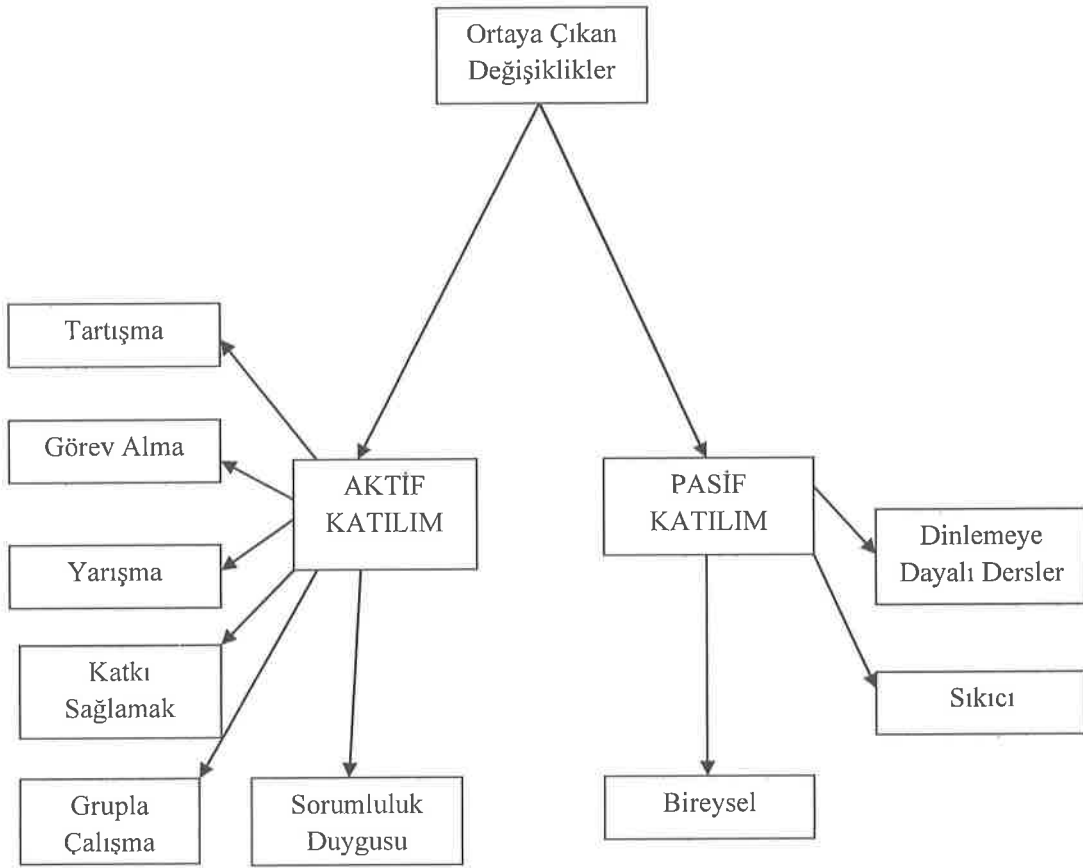 Ortaya Çıkan
Değişiklikler
Tartışma
Görev Alma
Yarışma
Katkı
Sağlamak
Grupla
Çalışma
Sorumluluk
Duygusu
AKTİF
KATILIM
PASİF
KATILIM
Dinlemeye
Dayalı Dersler
Sıkıcı
Bireysel